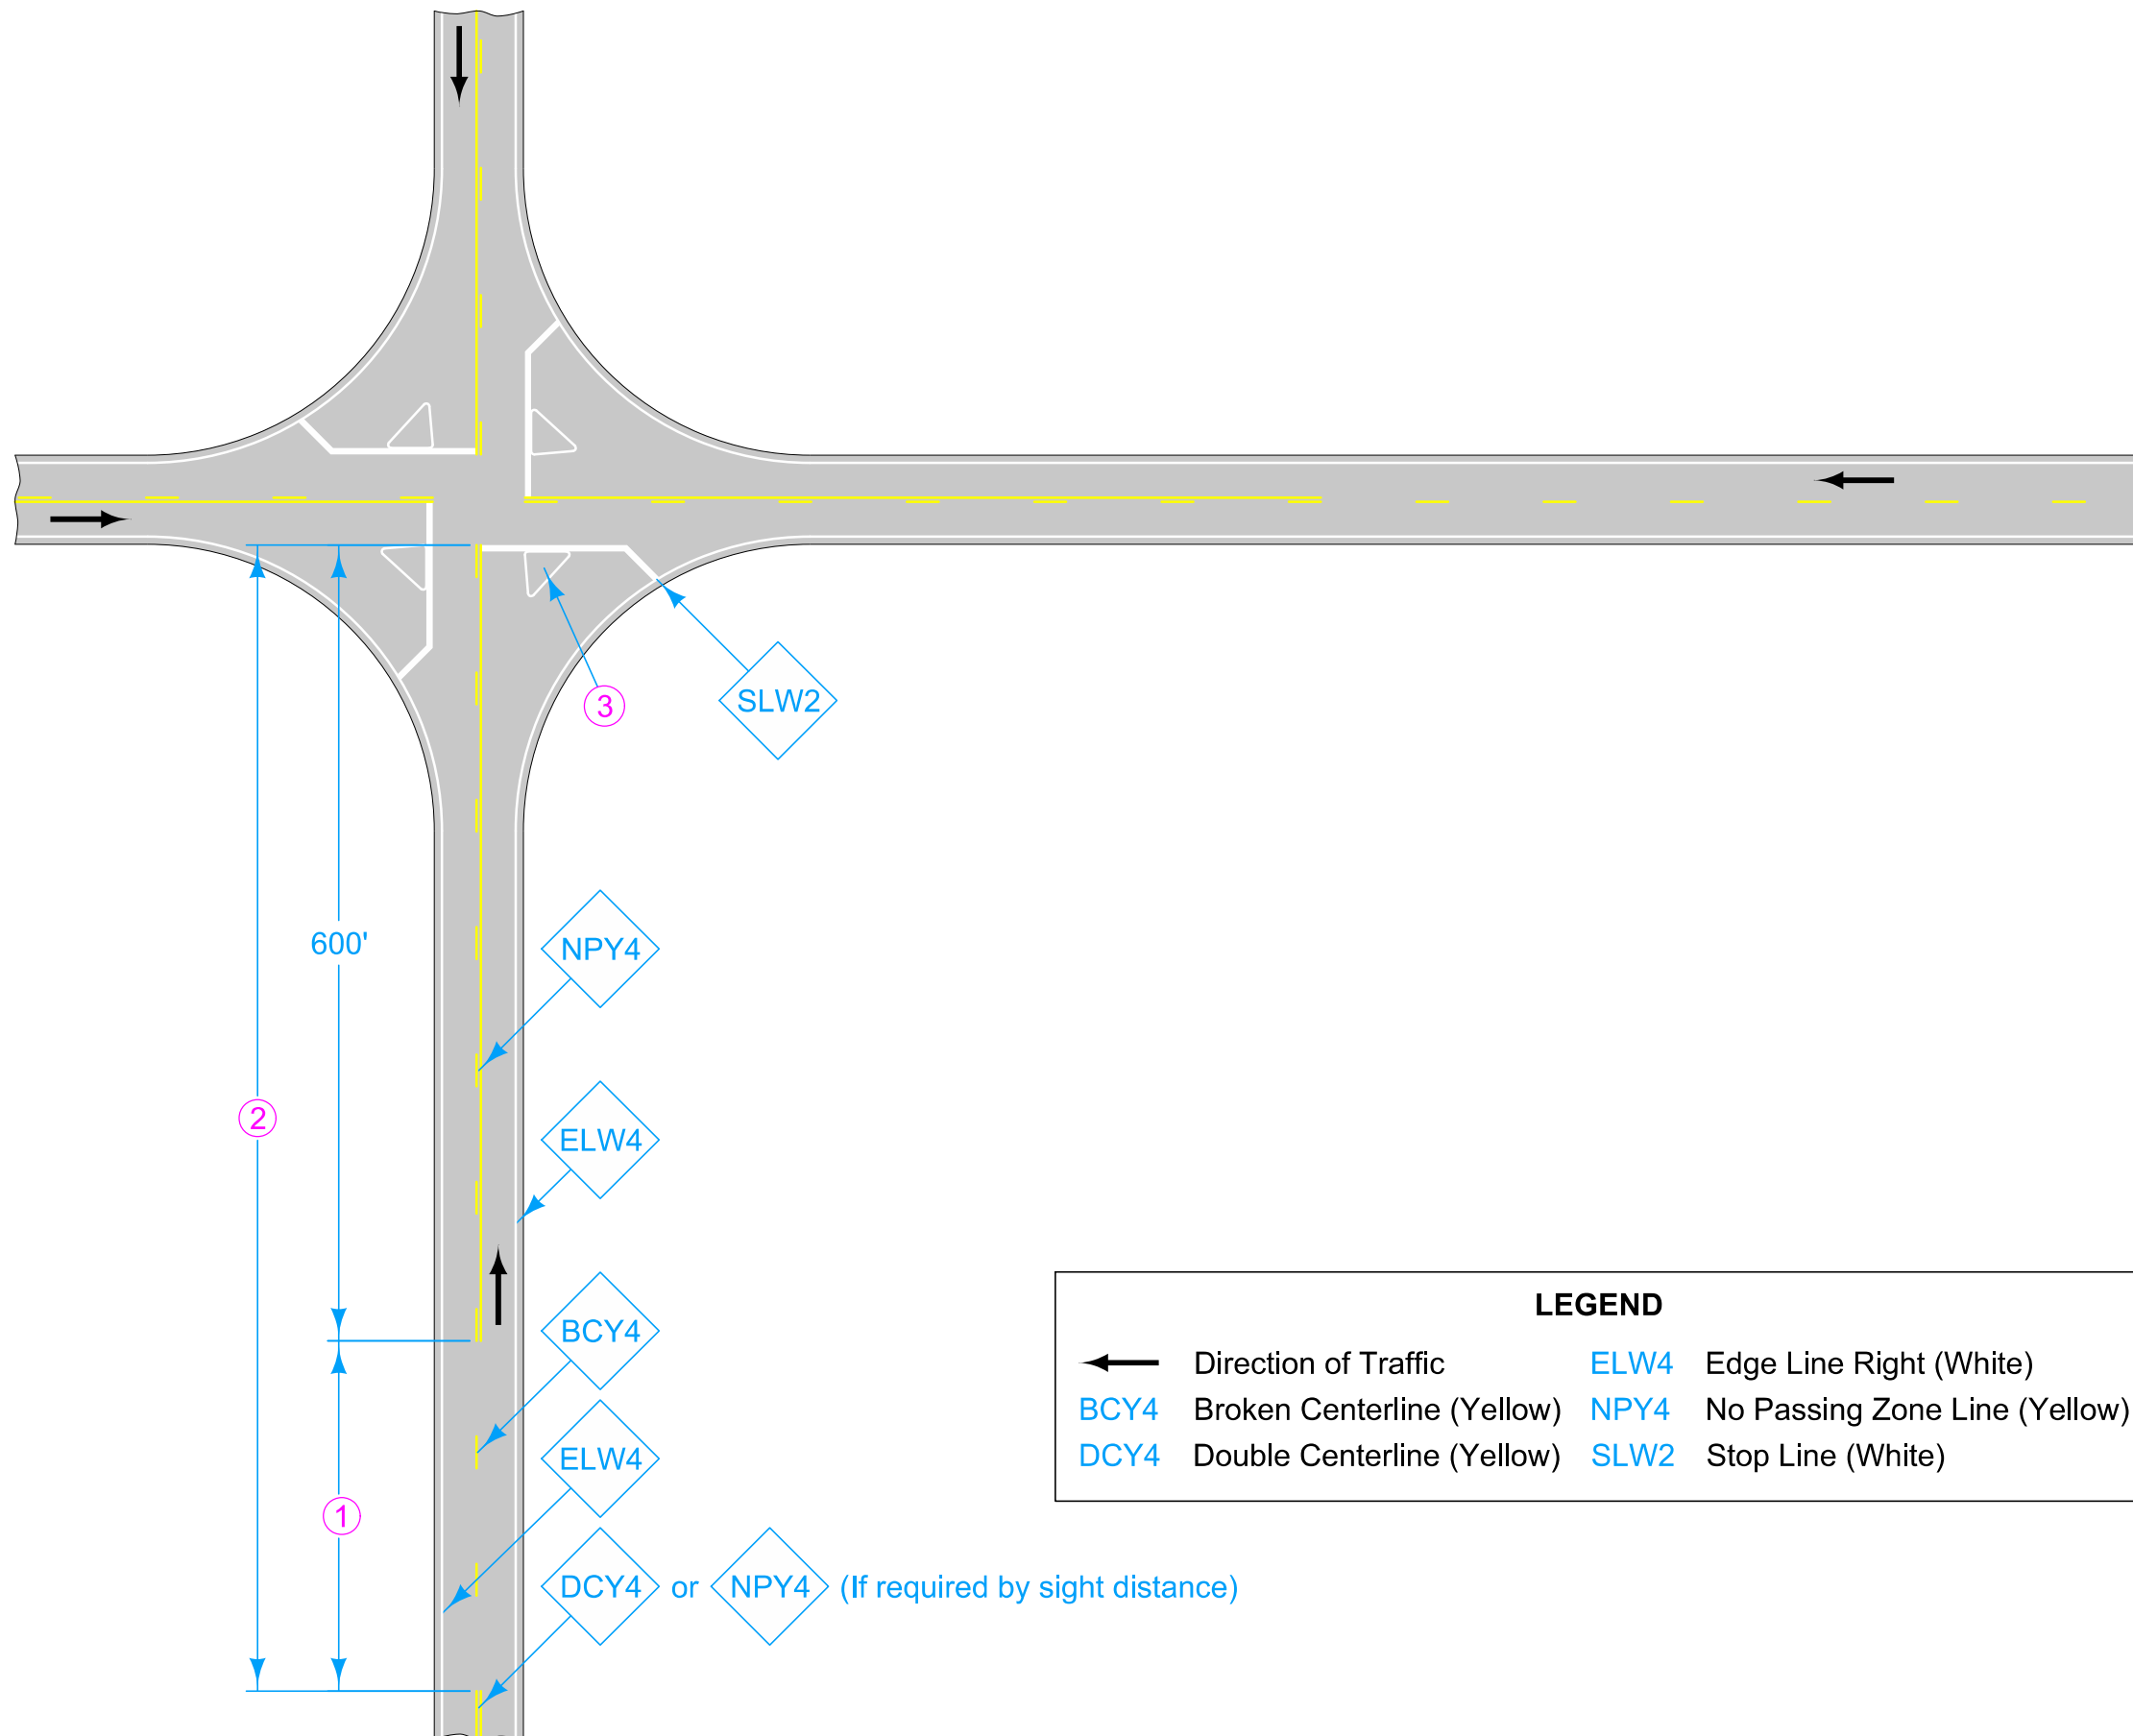 3
SLW2
NPY4
600'
2
ELW4
BCY4
ELW4
1
DCY4 or NPY4 (If required by sight distance)
LEGEND
Direction of Traffic ELW4 Edge Line Right (White)
BCY4 Broken Centerline (Yellow) NPY4 No Passing Zone Line (Yellow)
DCY4 Double Centerline (Yellow) SLW2 Stop Line (White)